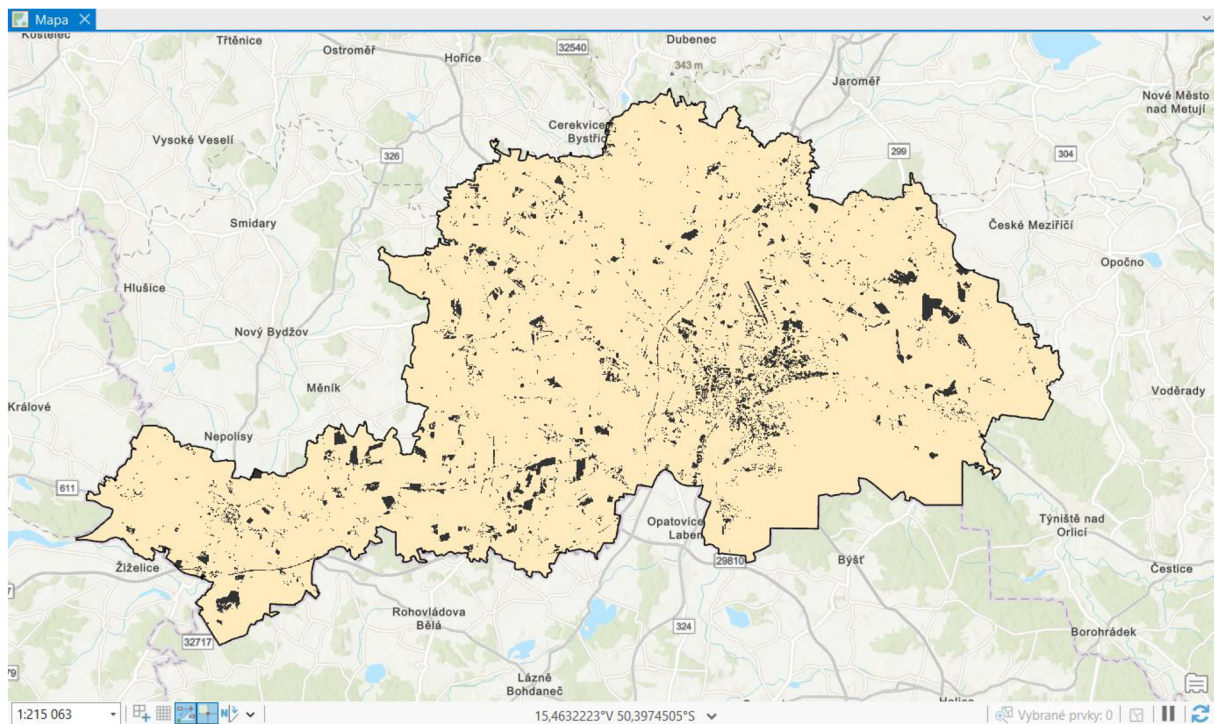 Mapa
Kostelec
Třtěnice
Ostroměř
Hořice
32540
Dubenec
343 m
Jaroměř
Nové Město
nad Metují
Vysoké Veselí
326
Cerekvice
Bystřic
299
304
Smidary
České Meziříčí
Opočno
Hlušice
Nový Bydžov
Měník
Králové
Voděrady
Nepolisy
611
Opatovice
Labem
Týniště nad
Orlicí
Žiželice
29810
Býšť
Čestice
Rohovládova
Bělá
324
32717
Borohrádek
Lázně
Bohdaneč
1:215 063
15,4632223°V 50,3974505°S
Vybrané prvky: 0